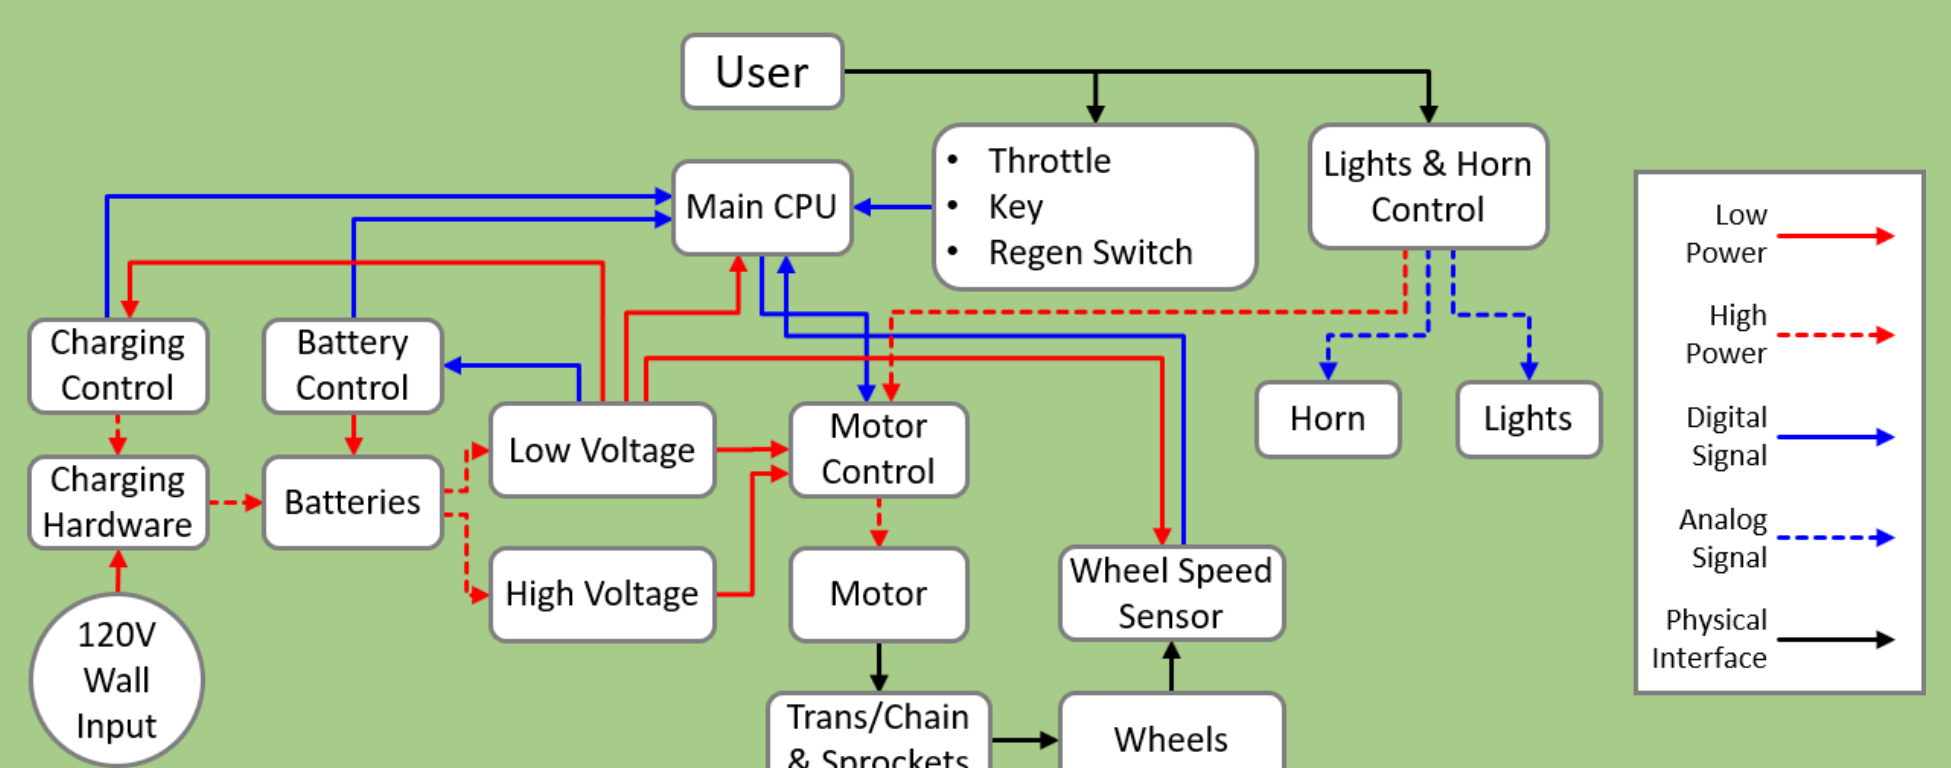 User
• Throttle
• Key
• Regen Switch
Lights & Horn
Control
Main CPU
Charging
Control
Battery
Control
Low Voltage
Motor
Control
Horn
Lights
Charging
Hardware
Batteries
High Voltage
Motor
Wheel Speed
Sensor
120V
Wall
Input
Trans/Chain
& Sprockets
Wheels
Low
Power
High
Power
Digital
Signal
Analog
Signal
Physical
Interface